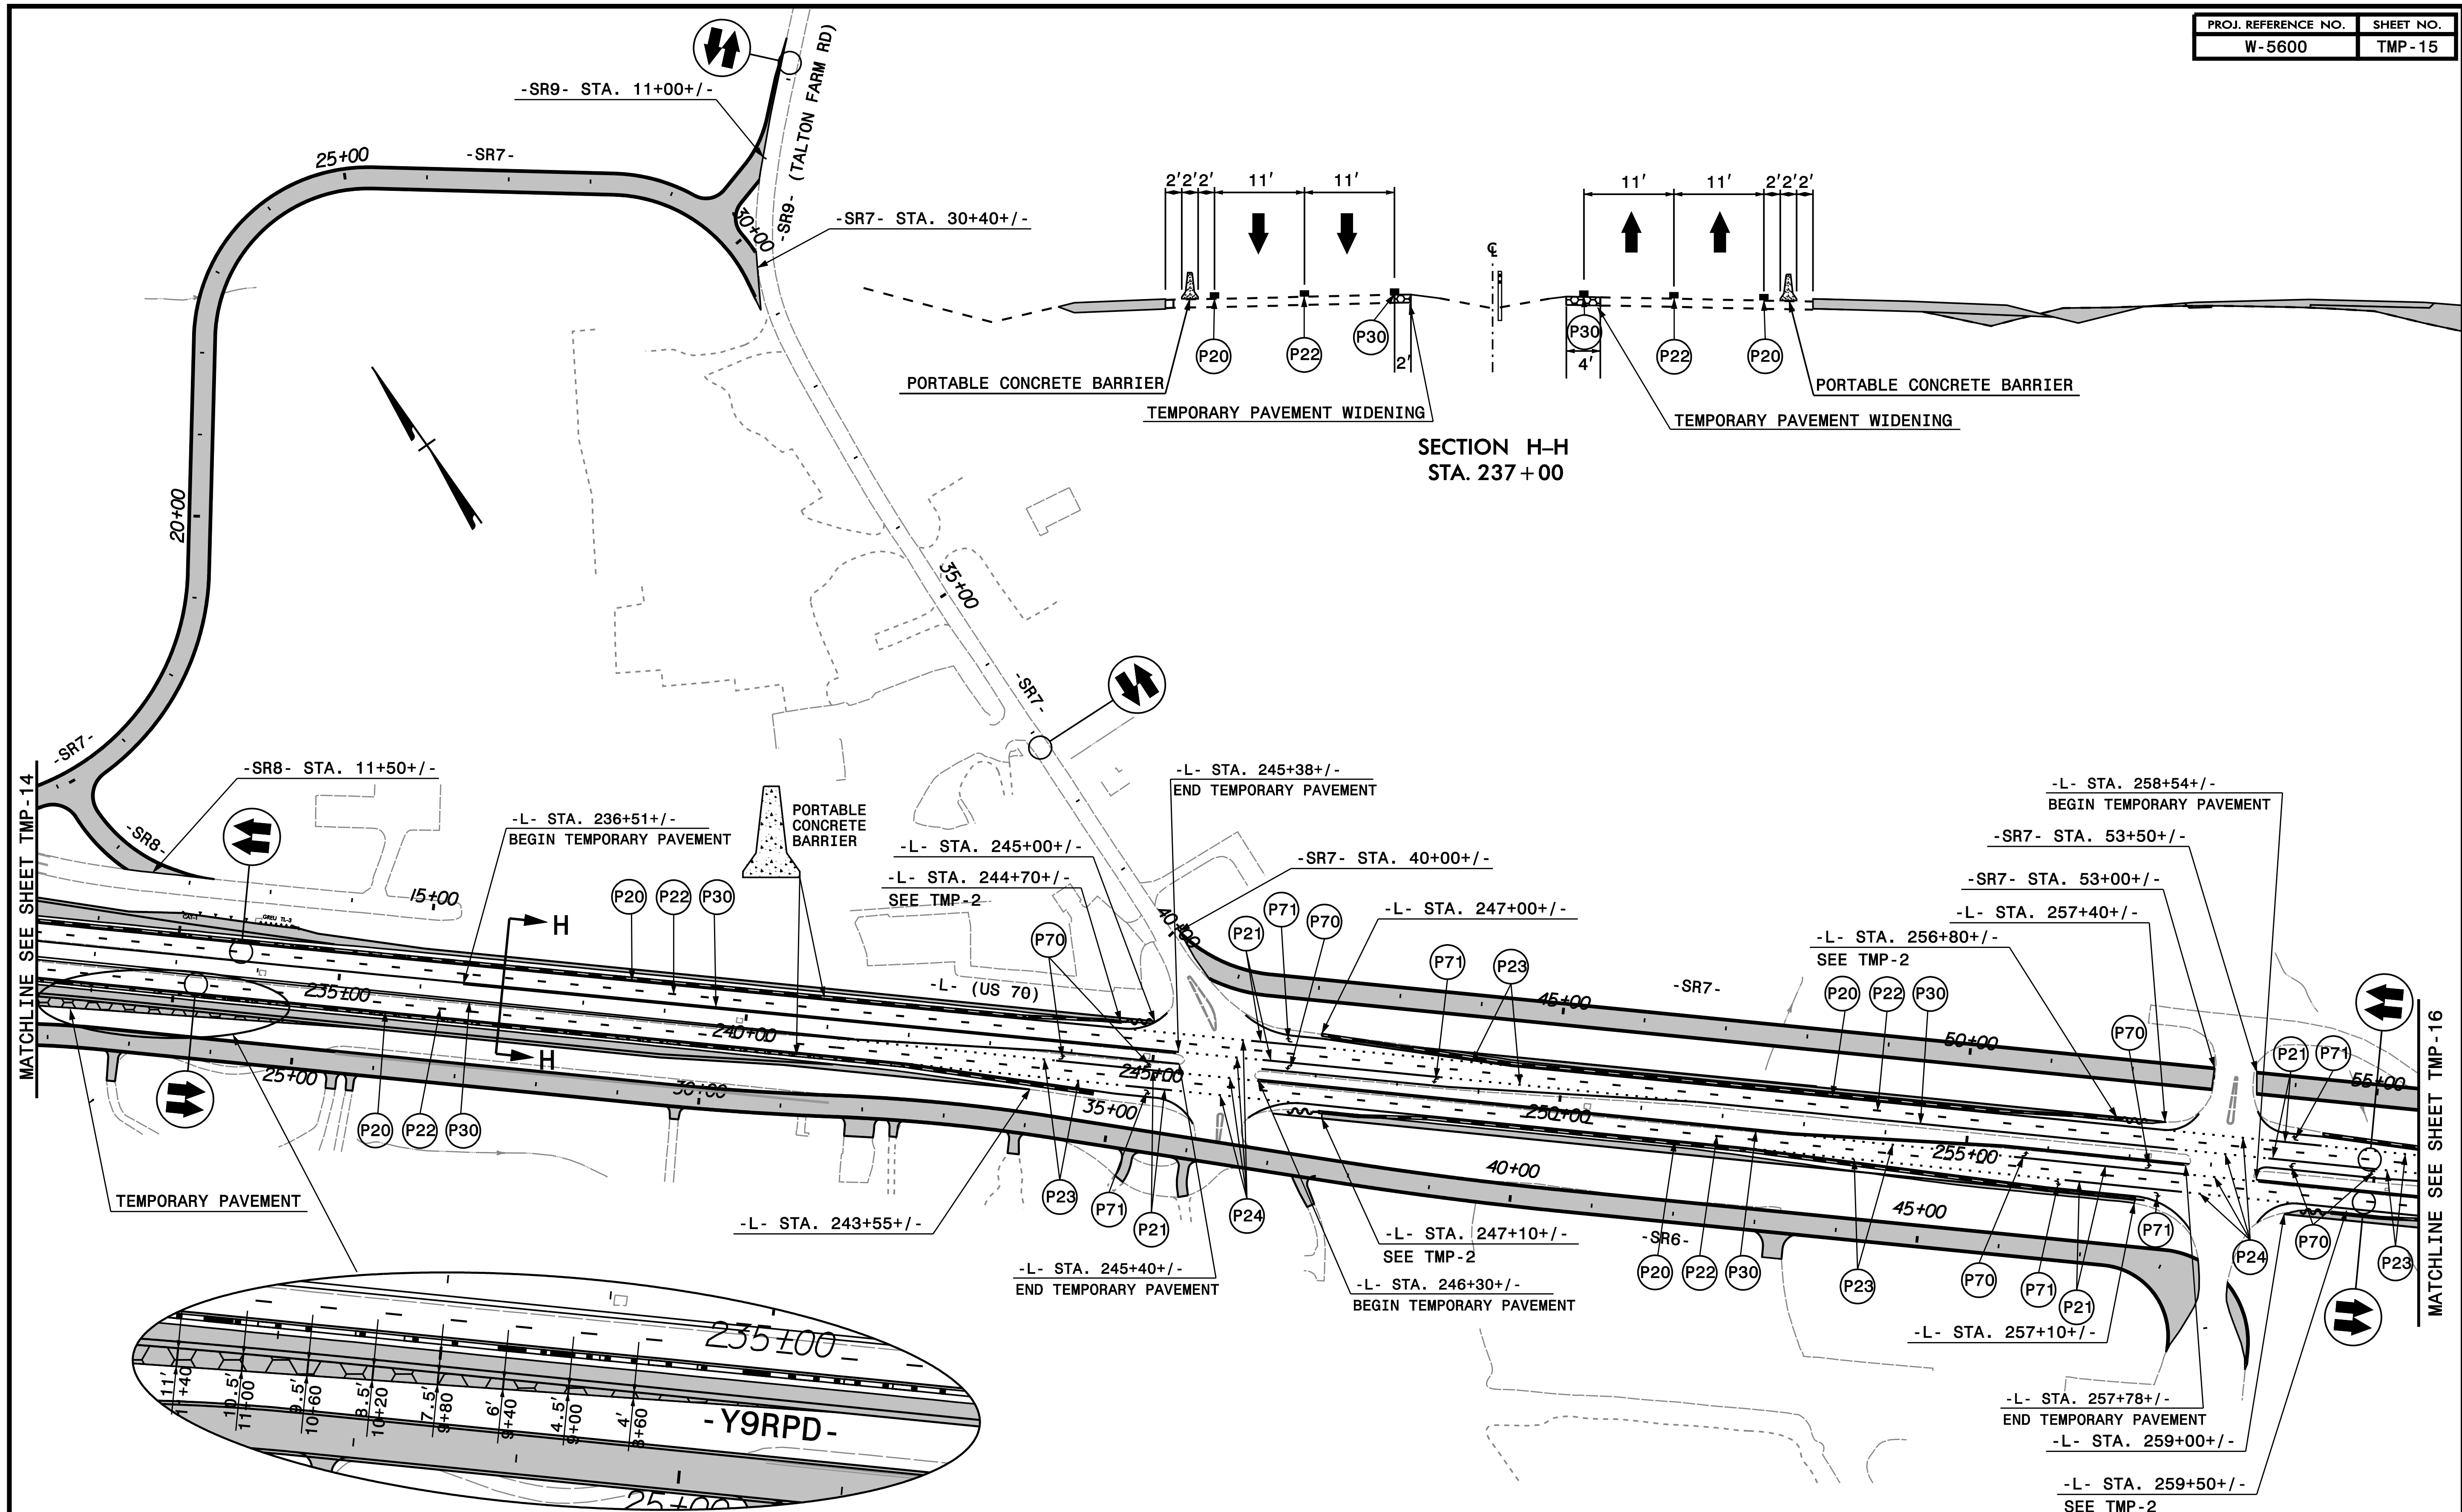 PROJ. REFERENCE NO.
SHEET NO.
W-5600
TMP-15
-SR9- STA. 11+00+/-
-SR9- (TALTON FARM RD)
25+00
-SR7-
30+00
-SR7- STA. 30+40+/-
20+00
2' 2' 2'
11'
11'
11'
11'
2' 2' 2'
P20
P22
P30
2'
P30
4'
P22
P20
PORTABLE CONCRETE BARRIER
PORTABLE CONCRETE BARRIER
TEMPORARY PAVEMENT WIDENING
TEMPORARY PAVEMENT WIDENING
SECTION H-H
STA. 237+00
35+00
-SR7-
-SR7-
MATCHLINE SEE SHEET TMP-14
-SR8- STA. 11+50+/-
-SR8-
15+00
CAT-1
GREU TL-3
-L- STA. 236+51+/-
BEGIN TEMPORARY PAVEMENT
PORTABLE
CONCRETE
BARRIER
-L- STA. 245+38+/-
END TEMPORARY PAVEMENT
-L- STA. 245+00+/-
-L- STA. 244+70+/-
SEE TMP-2
-SR7- STA. 40+00+/-
40+00
-L- STA. 247+00+/-
-L- STA. 258+54+/-
BEGIN TEMPORARY PAVEMENT
-SR7- STA. 53+50+/-
-SR7- STA. 53+00+/-
-L- STA. 257+40+/-
-L- STA. 256+80+/-
SEE TMP-2
P20
P22
P30
H
H
P70
P21
P71
P70
P71
P23
P20
P22
P30
P70
P21
P71
-L- (US 70)
-SR7-
45+00
50+00
55+00
235+00
240+00
245+00
250+00
255+00
25+00
30+00
35+00
40+00
45+00
-SR6-
P20
P22
P30
P23
P71
P21
P24
P20
P22
P30
P23
P70
P71
P21
P71
P24
P70
P23
MATCHLINE SEE SHEET TMP-16
TEMPORARY PAVEMENT
-L- STA. 243+55+/-
-L- STA. 245+40+/-
END TEMPORARY PAVEMENT
-L- STA. 247+10+/-
SEE TMP-2
-L- STA. 246+30+/-
BEGIN TEMPORARY PAVEMENT
-L- STA. 257+10+/-
-L- STA. 257+78+/-
END TEMPORARY PAVEMENT
-L- STA. 259+00+/-
-L- STA. 259+50+/-
SEE TMP-2
235+00
11'
11+40
10.5'
11+00
9.5'
10+60
8.5'
10+20
7.5'
9+80
6'
9+40
4.5'
9+00
4'
8+60
-Y9RPD-
25+00